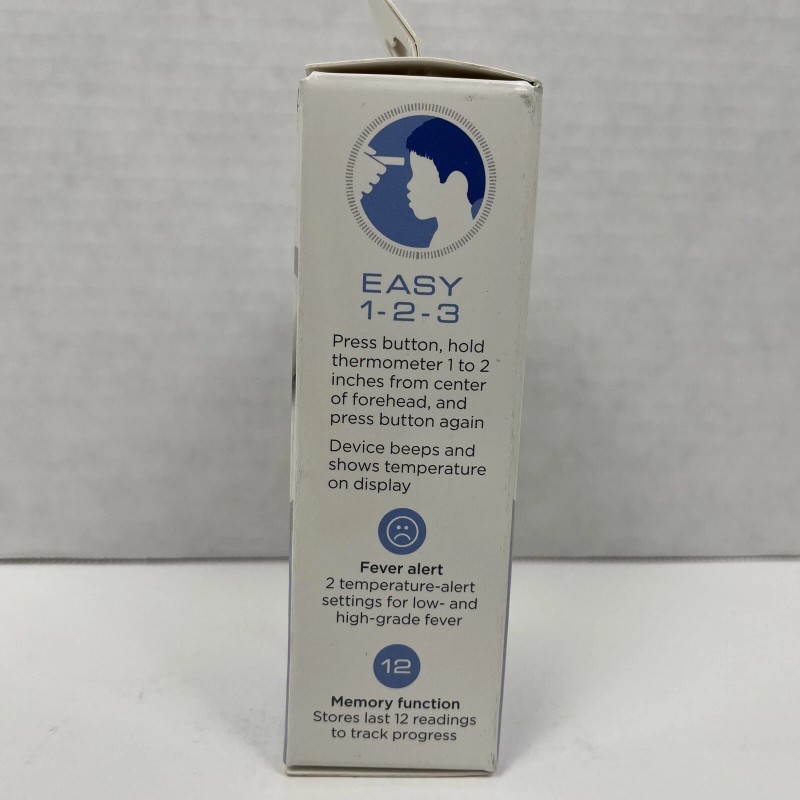 EASY
1-2-3
Press button, hold
thermometer 1 to 2
inches from center
of forehead, and
press button again
Device beeps and
shows temperature
on display
Fever alert
2 temperature-alert
settings for low- and
high-grade fever
12
Memory function
Stores last 12 readings
to track progress